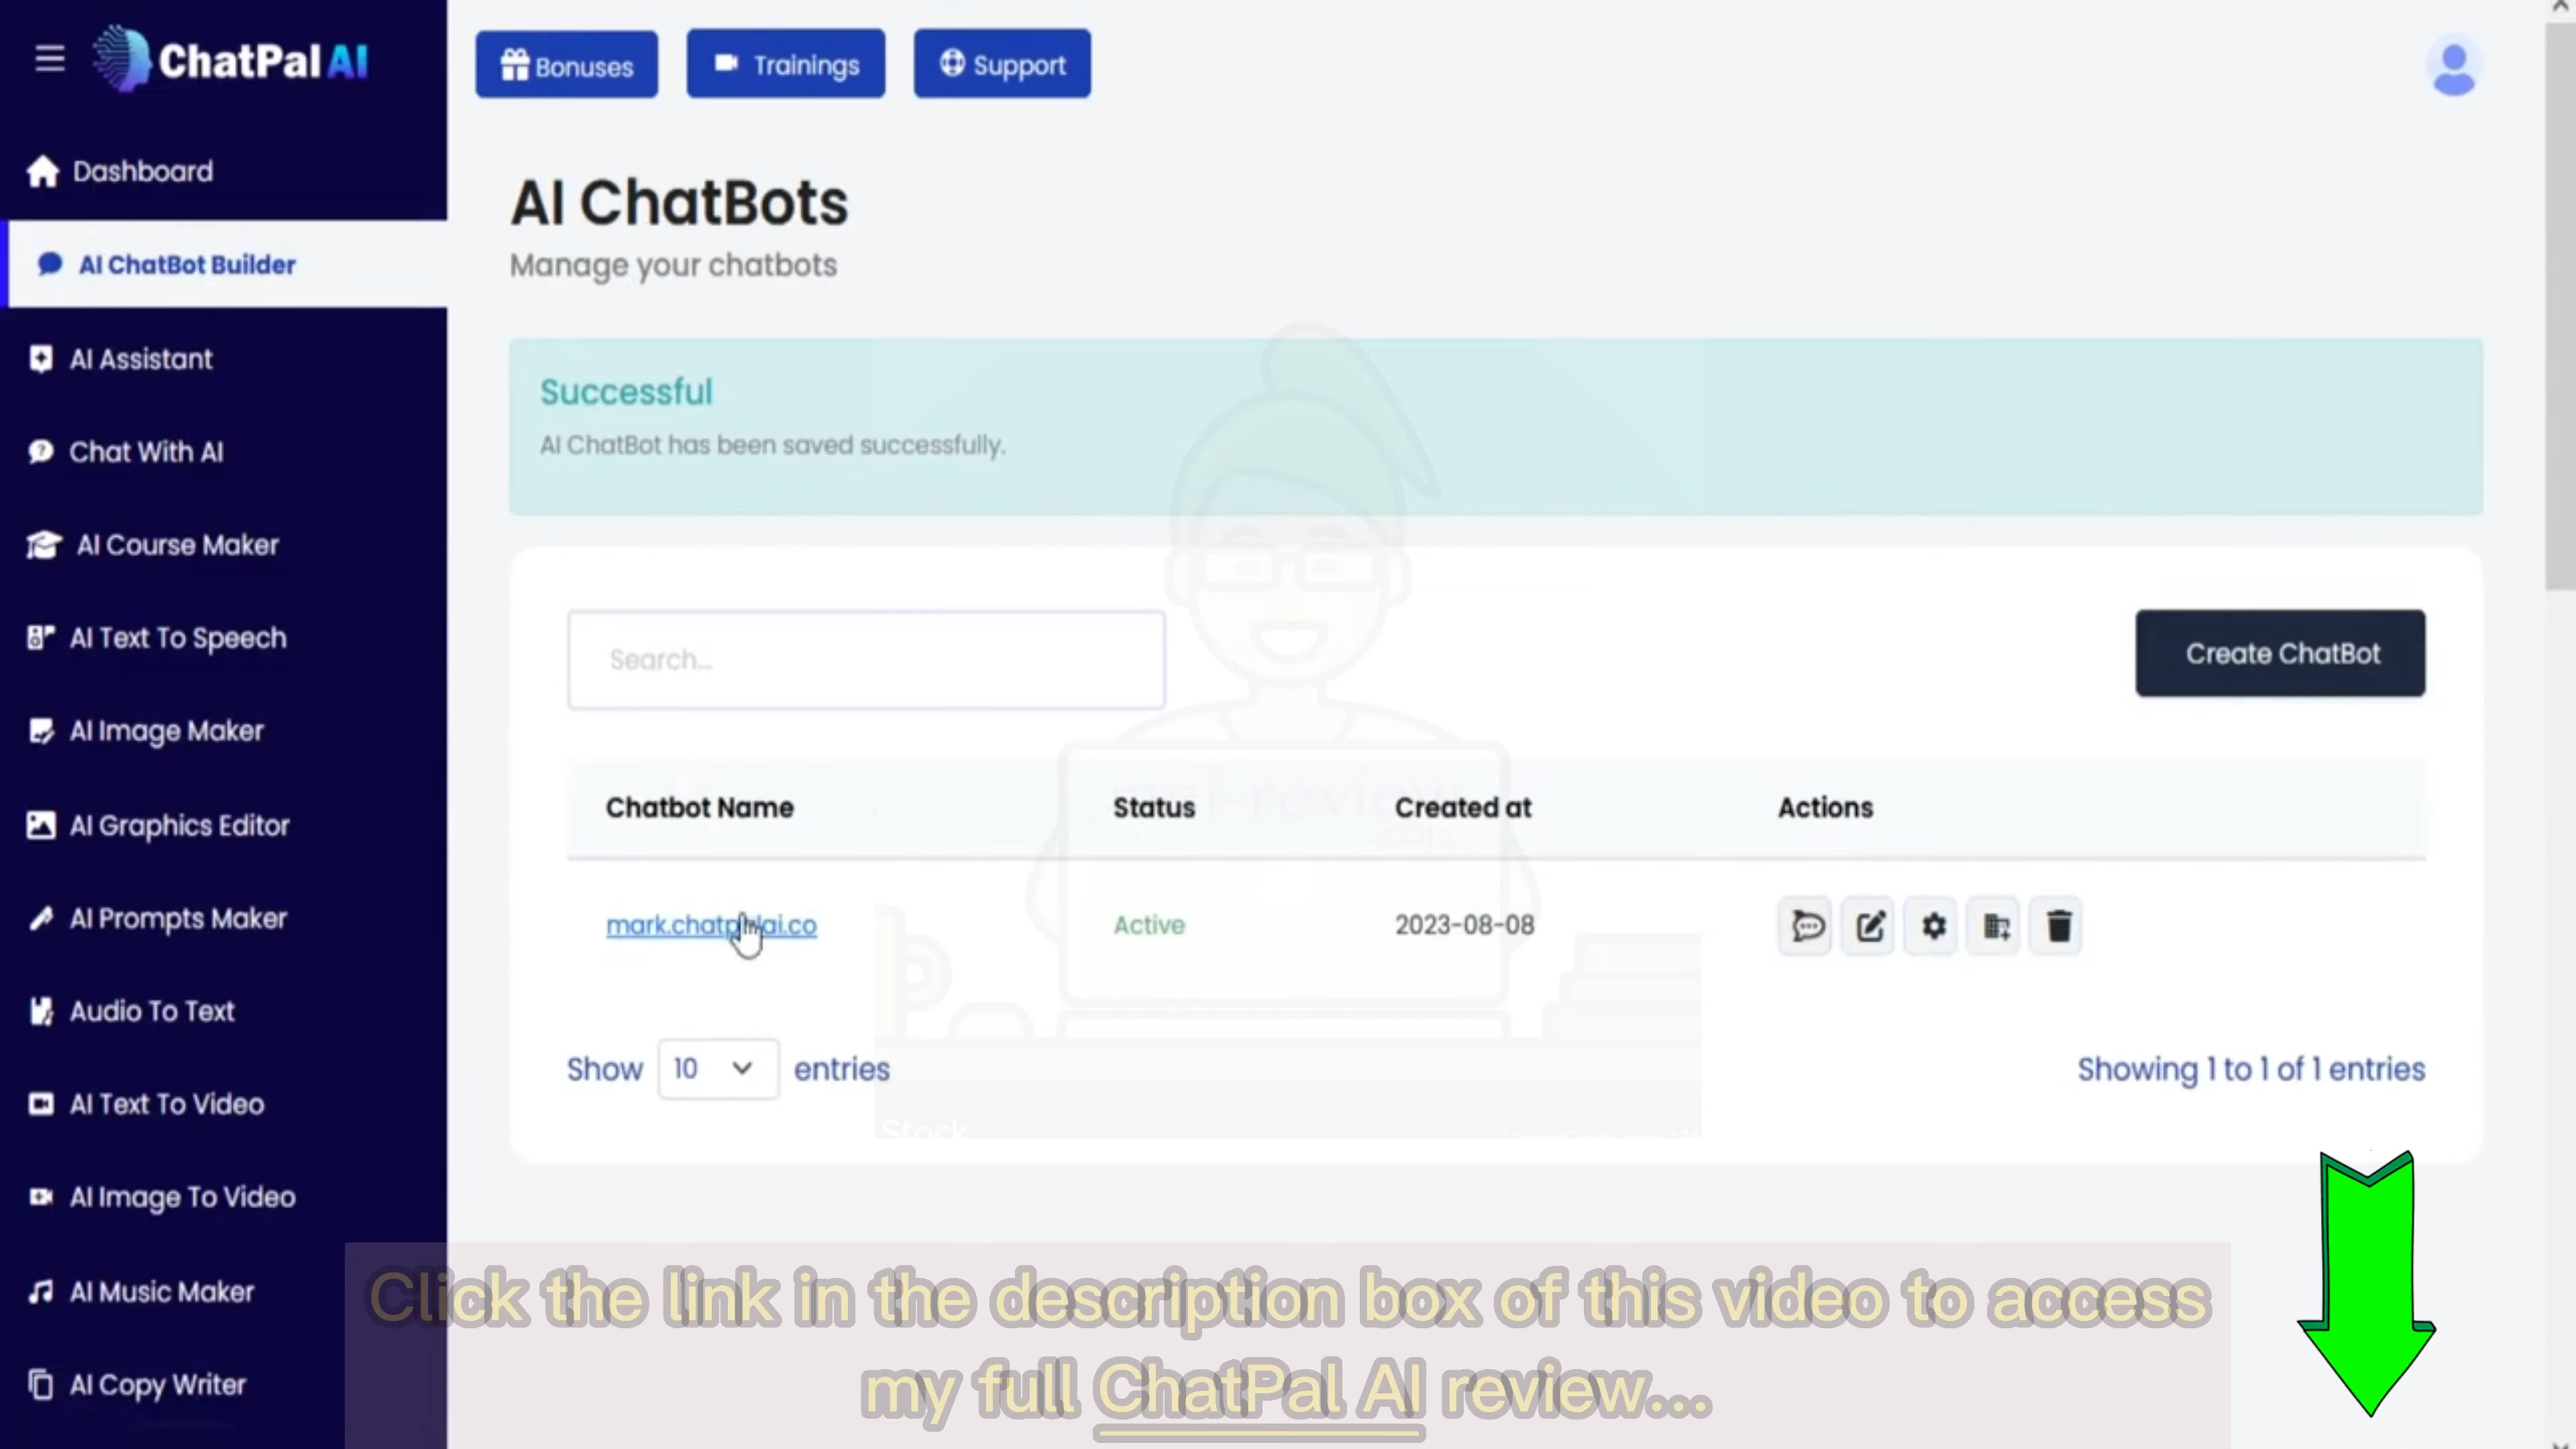 ChatPal AI
Bonuses
Trainings
Support
Dashboard
AI ChatBot Builder
AI Assistant
Chat With AI
AI Course Maker
AI Text To Speech
AI Image Maker
AI Graphics Editor
AI Prompts Maker
Audio To Text
AI Text To Video
AI Image To Video
AI Music Maker
AI Copy Writer
AI ChatBots
Manage your chatbots
Successful
AI ChatBot has been saved successfully.
Search...
Create ChatBot
Chatbot Name Status Created at Actions
mark.chatpalai.co Active 2023-08-08
Show 10 entries
Showing 1 to 1 of 1 entries
Stock
Click the link in the description box of this video to access
my full ChatPal AI review...